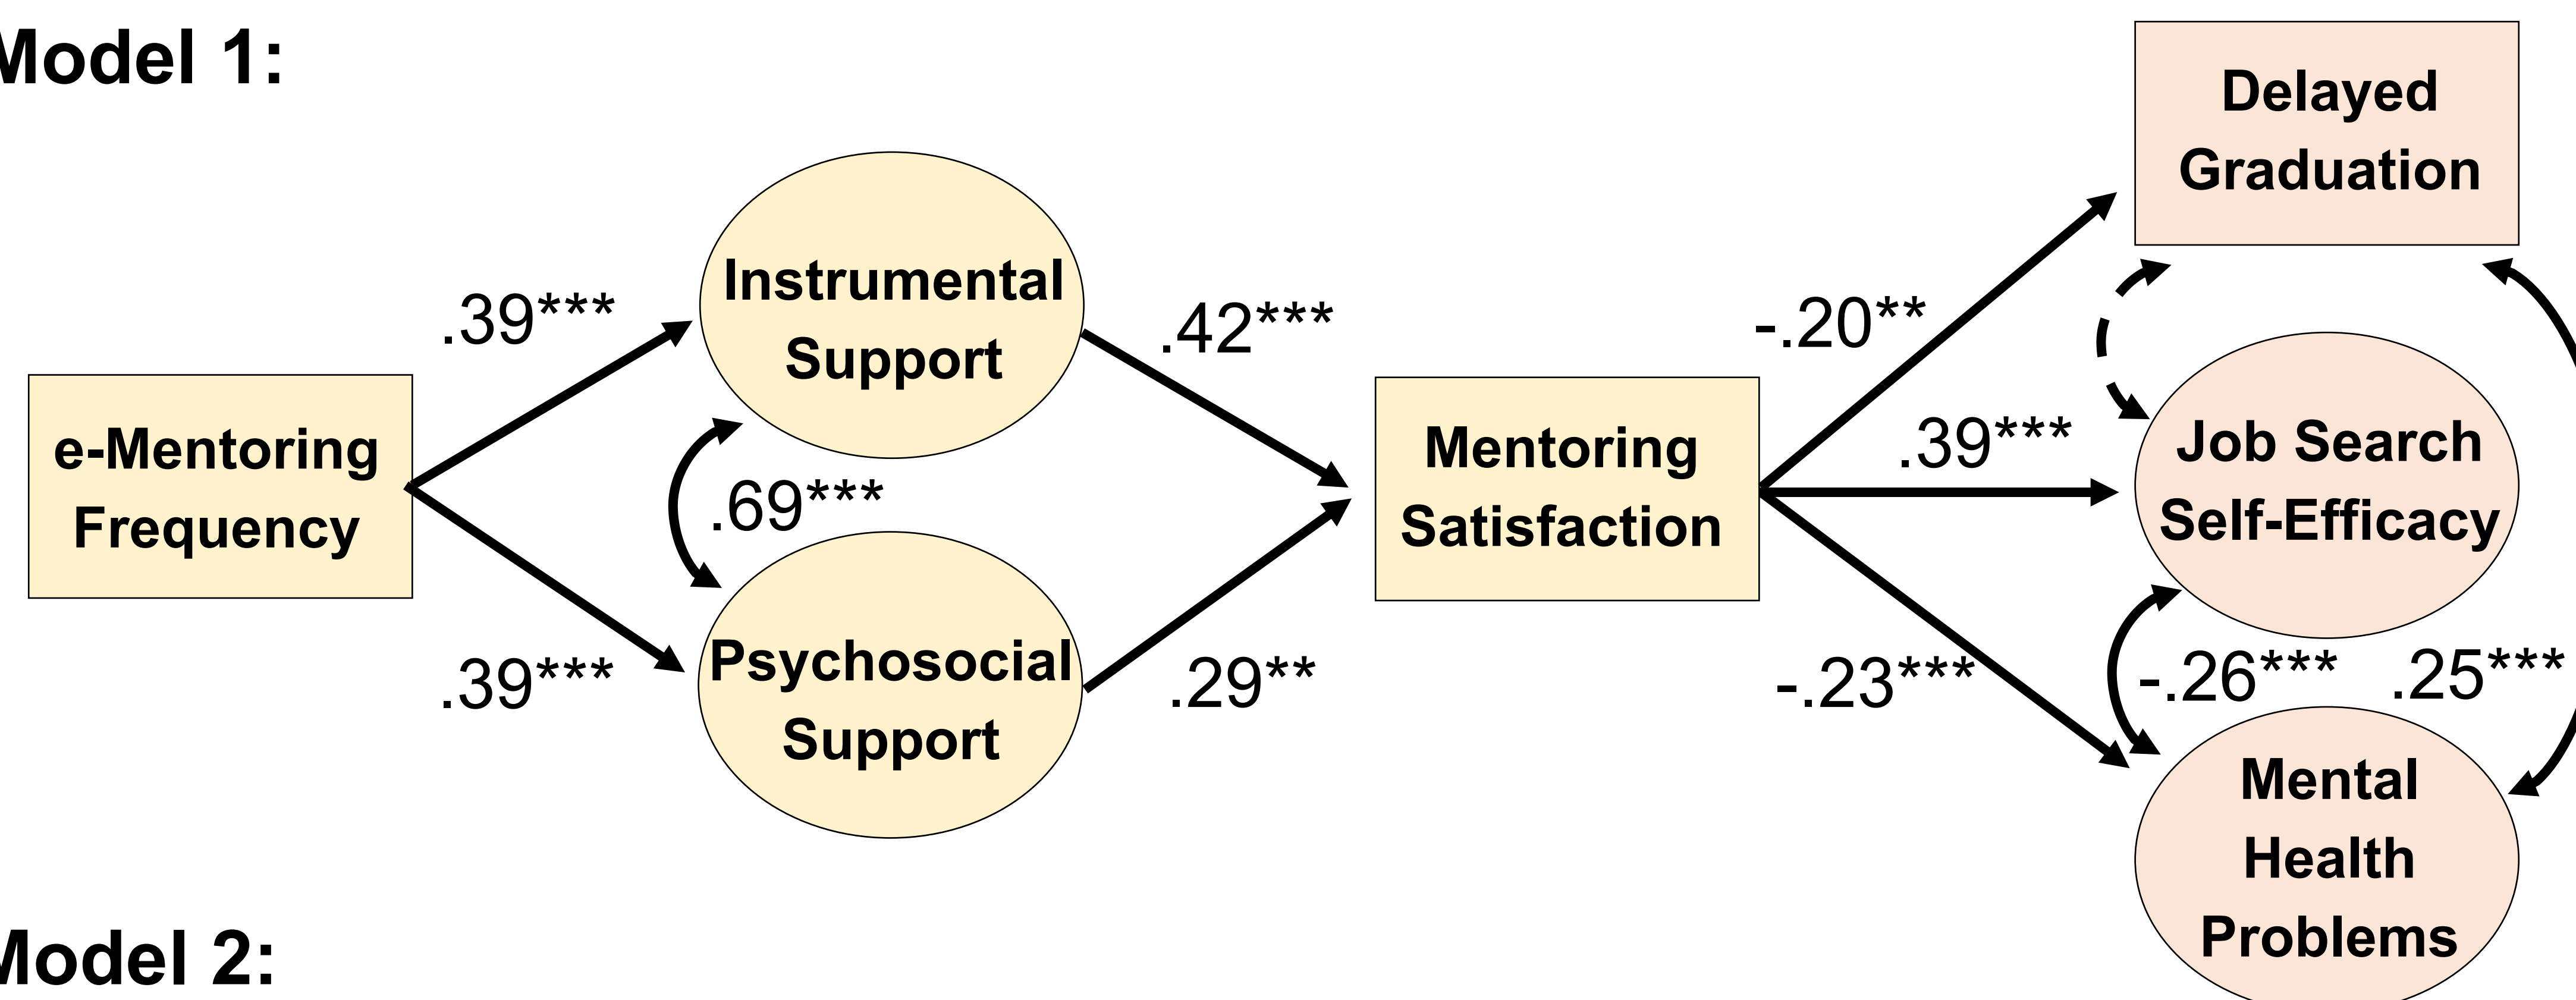 Model 1:
Delayed
Graduation
Instrumental
Support
.39***
.42***
-.20**
e-Mentoring
Frequency
.69***
Mentoring
Satisfaction
.39***
Job Search
Self-Efficacy
Psychosocial
Support
.39***
.29**
-.23***
-.26***
.25***
Mental
Health
Problems
Model 2: